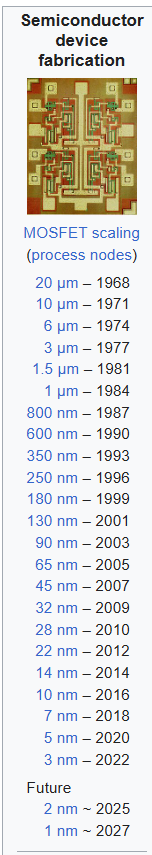 Semiconductor
device
fabrication
MOSFET scaling
(process nodes)
20 μm – 1968
10 μm – 1971
6 μm – 1974
3 μm – 1977
1.5 μm – 1981
1 μm – 1984
800 nm – 1987
600 nm – 1990
350 nm – 1993
250 nm – 1996
180 nm – 1999
130 nm – 2001
90 nm – 2003
65 nm – 2005
45 nm – 2007
32 nm – 2009
28 nm – 2010
22 nm – 2012
14 nm – 2014
10 nm – 2016
7 nm – 2018
5 nm – 2020
3 nm – 2022
Future
2 nm ~ 2025
1 nm ~ 2027